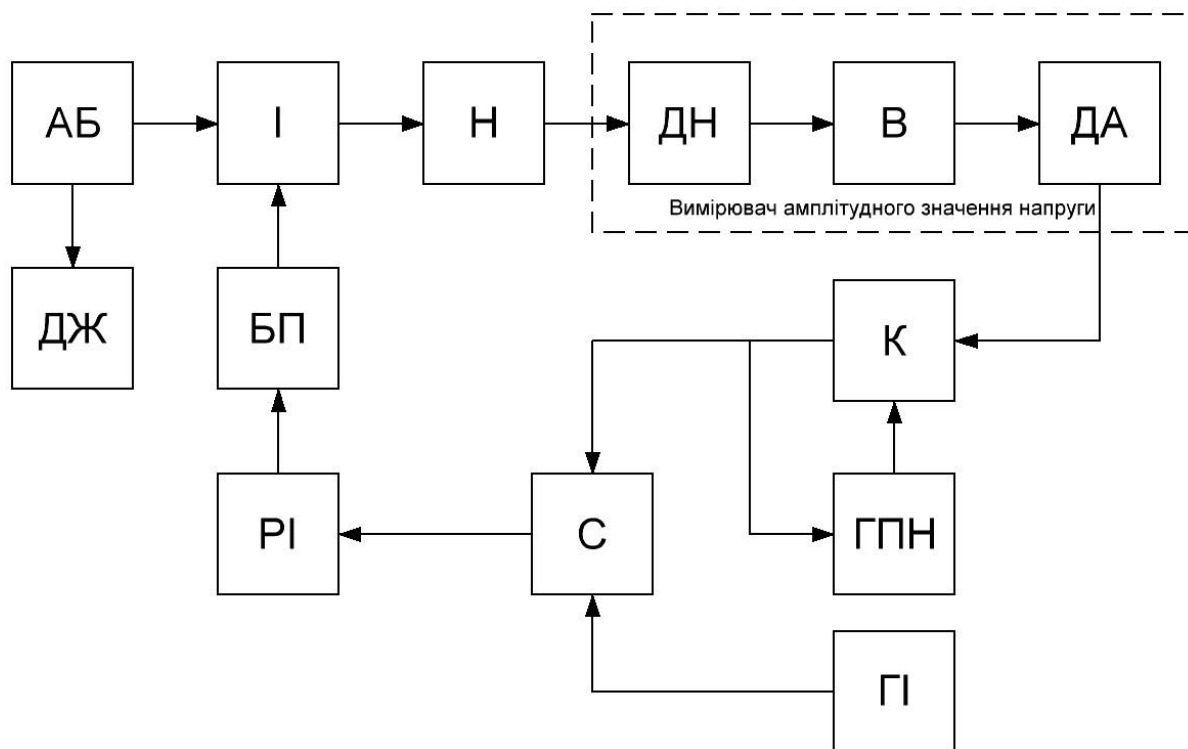 АБ
І
Н
ДН
В
ДА
Вимірювач амплітудного значення напруги
ДЖ
БП
К
РІ
С
ГПН
ГІ